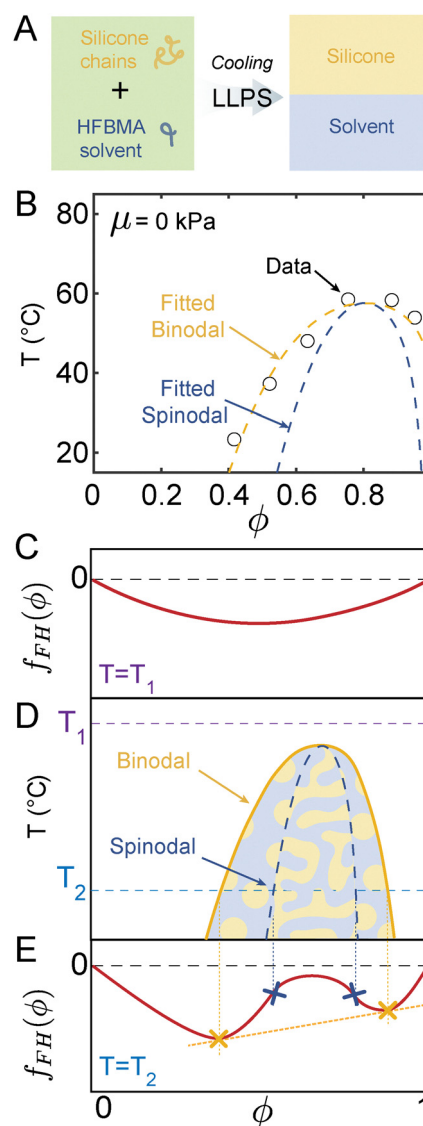 A
Silicone
chains
+
HFBMA
solvent
Cooling
LLPS
Silicone
Solvent
B
μ = 0 kPa
Data
Fitted
Binodal
Fitted
Spinodal
T (°C)
80
60
40
20
0 0.2 0.4 0.6 0.8
ϕ
C
0
f_FH(ϕ)
T=T₁
D
T₁
Binodal
T (°C)
Spinodal
T₂
E
0
f_FH(ϕ)
T=T₂
0 ϕ 1